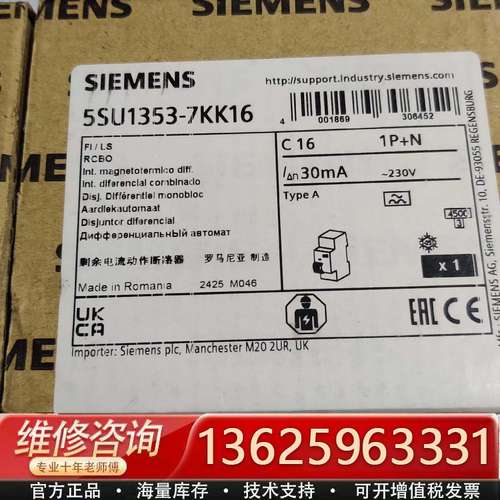 SIEMENS
SIEMENS
SIEMENS
http://support.industry.siemens.com
5SU1353-7KK16
4 001869 306452
FI / LS
RCBO
Int. magnetotermico diff.
Int. diferencial combinado
Disj. Différentiel monobloc
Aardlekautomaat
Disjuntor diferencial
Дифференциальный автомат
剩余电流动作断路器 罗马尼亚 制造
Made in Romania 2425 M046
C 16 1P+N
IΔn 30mA ~230V
Type A
4500
3
x 1
UK
CA
EAC CE
Importer: Siemens plc, Manchester M20 2UR, UK
SIEMENS AG, Siemensstr. 10, DE-93055 REGENSBURG
维修咨询
专业十年老师傅
13625963331
官方正品 海量库存 技术支持 可开增值税发票